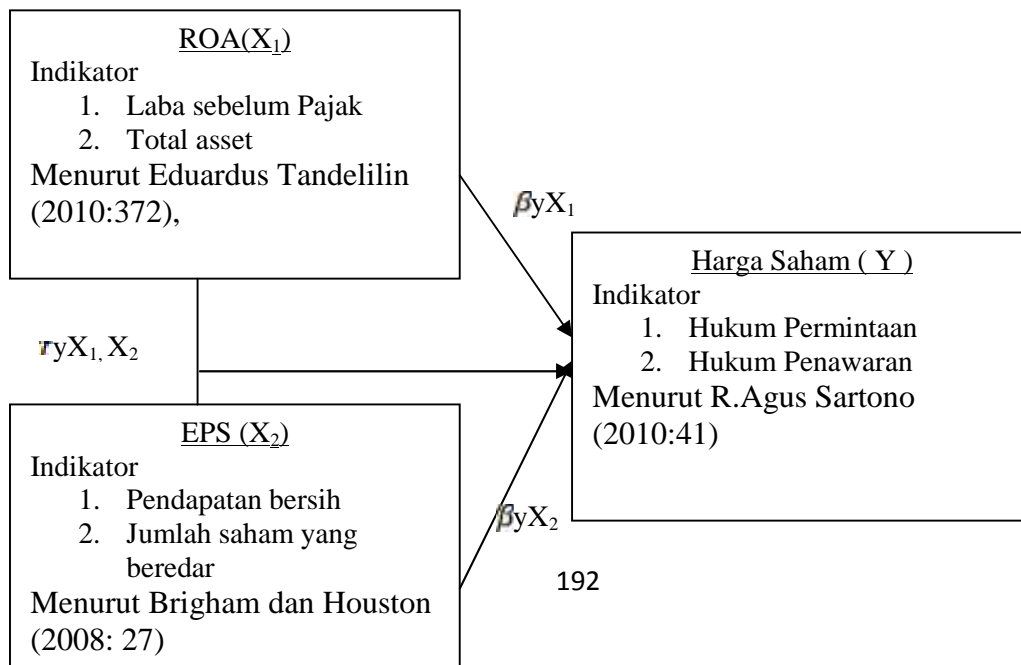 ROA(X₁)
Indikator
1. Laba sebelum Pajak
2. Total asset
Menurut Eduardus Tandelilin
(2010:372),
βyX₁
Harga Saham ( Y )
Indikator
1. Hukum Permintaan
2. Hukum Penawaran
Menurut R.Agus Sartono
(2010:41)
ryX₁, X₂
EPS (X₂)
Indikator
1. Pendapatan bersih
2. Jumlah saham yang
beredar
Menurut Brigham dan Houston
(2008: 27)
βyX₂
192